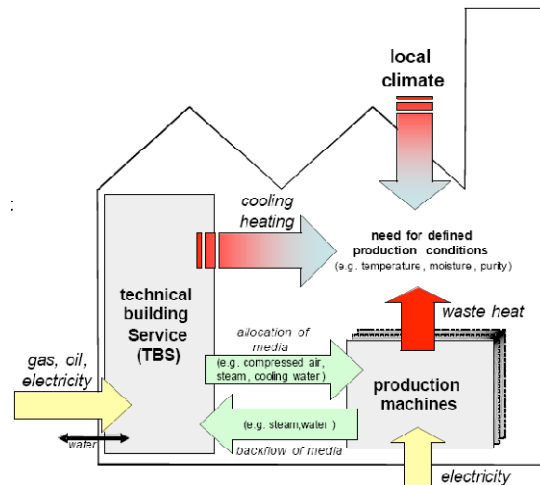 local
climate
:
cooling
heating
need for defined
production conditions
(e.g. temperature, moisture, purity)
technical
building
Service
(TBS)
waste heat
allocation of
media
(e.g. compressed air,
steam, cooling water)
production
machines
gas, oil,
electricity
water
(e.g. steam,water)
backflow of media
electricity